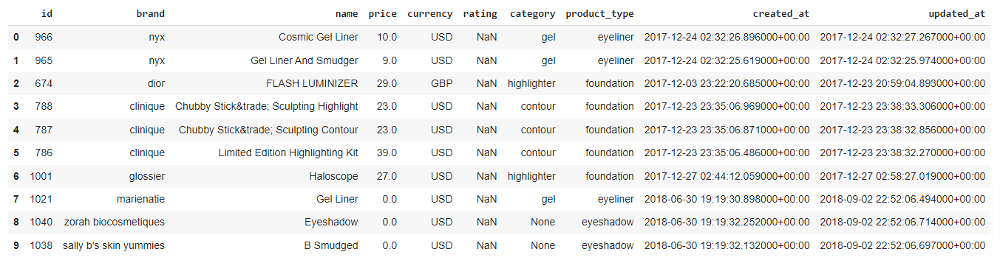 id brand name price currency rating category product_type created_at updated_at
0 966 nyx Cosmic Gel Liner 10.0 USD NaN gel eyeliner 2017-12-24 02:32:26.896000+00:00 2017-12-24 02:32:27.267000+00:00
1 965 nyx Gel Liner And Smudger 9.0 USD NaN gel eyeliner 2017-12-24 02:32:25.619000+00:00 2017-12-24 02:32:25.974000+00:00
2 674 dior FLASH LUMINIZER 29.0 GBP NaN highlighter foundation 2017-12-03 23:22:20.685000+00:00 2017-12-23 20:59:04.893000+00:00
3 788 clinique Chubby Stick&trade; Sculpting Highlight 23.0 USD NaN contour foundation 2017-12-23 23:35:06.969000+00:00 2017-12-23 23:38:33.306000+00:00
4 787 clinique Chubby Stick&trade; Sculpting Contour 23.0 USD NaN contour foundation 2017-12-23 23:35:06.871000+00:00 2017-12-23 23:38:32.856000+00:00
5 786 clinique Limited Edition Highlighting Kit 39.0 USD NaN contour foundation 2017-12-23 23:35:06.486000+00:00 2017-12-23 23:38:32.270000+00:00
6 1001 glossier Haloscope 27.0 USD NaN highlighter foundation 2017-12-27 02:44:12.059000+00:00 2017-12-27 02:58:27.019000+00:00
7 1021 marienatie Gel Liner 0.0 USD NaN gel eyeliner 2018-06-30 19:19:30.898000+00:00 2018-09-02 22:52:06.494000+00:00
8 1040 zorah biocosmetiques Eyeshadow 0.0 USD NaN None eyeshadow 2018-06-30 19:19:32.252000+00:00 2018-09-02 22:52:06.714000+00:00
9 1038 sally b's skin yummies B Smudged 0.0 USD NaN None eyeshadow 2018-06-30 19:19:32.132000+00:00 2018-09-02 22:52:06.697000+00:00